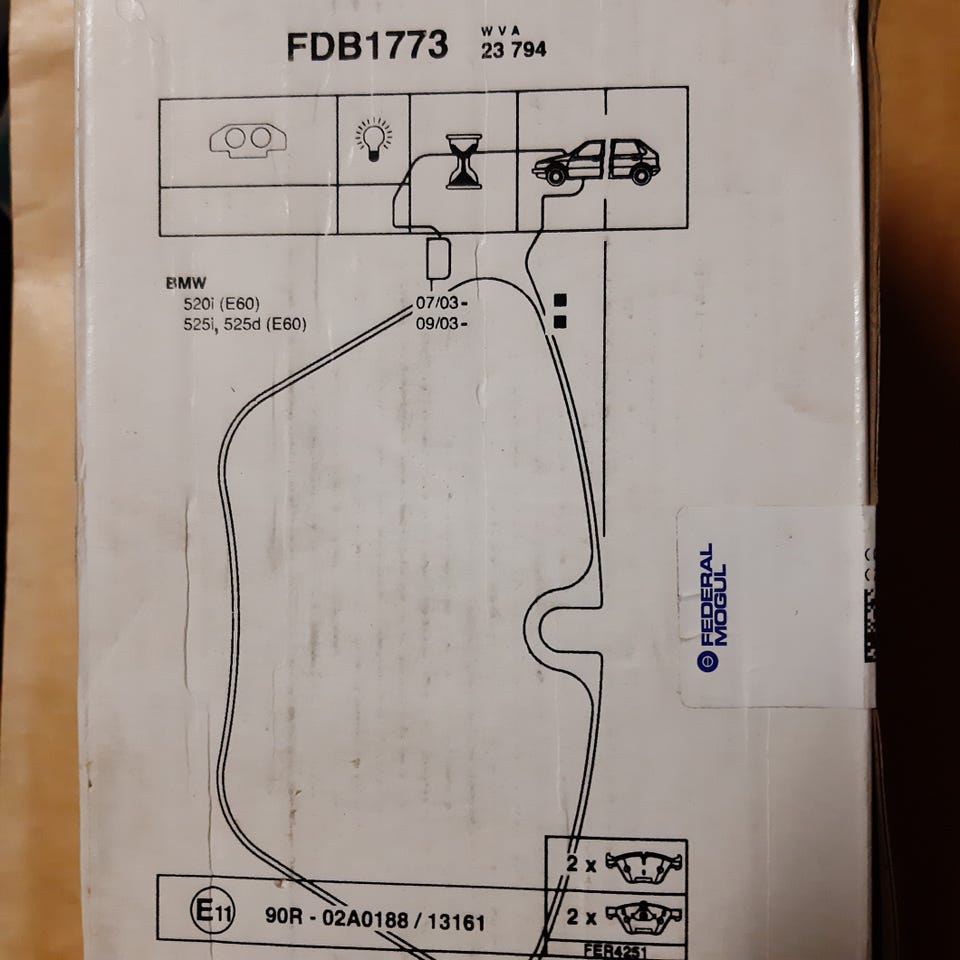 FDB1773
WVA
23 794
BMW
520i (E60) 07/03-
525i, 525d (E60) 09/03-
FEDERAL
MOGUL
2 x
E11 90R - 02A0188 / 13161
2 x
FER4251